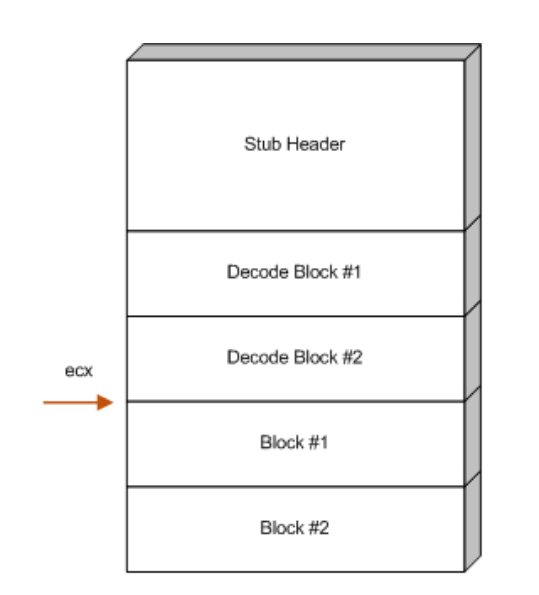 Stub Header
Decode Block #1
Decode Block #2
ecx
Block #1
Block #2